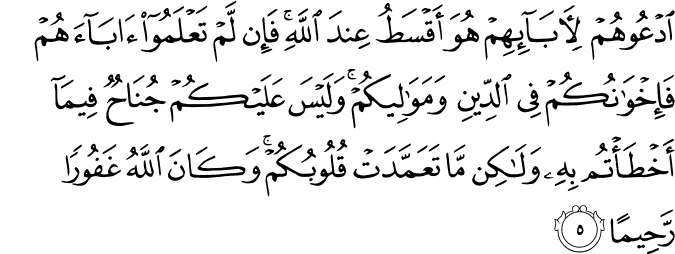 ٱدۡعُوهُمۡ لِأٓبَآئِهِمۡ هُوَ أَقۡسَطُ عِندَ ٱللَّهِۚ فَإِن لَّمۡ تَعۡلَمُوٓاْ ءَابَآءَهُمۡ
فَإِخۡوَٰنُكُمۡ فِي ٱلدِّينِ وَمَوَٰلِيكُمۡۚ وَلَيۡسَ عَلَيۡكُمۡ جُنَاحٞ فِيمَآ
أَخۡطَأۡتُم بِهِۦ وَلَٰكِن مَّا تَعَمَّدَتۡ قُلُوبُكُمۡۚ وَكَانَ ٱللَّهُ غَفُورٗا
رَّحِيمًا ٥